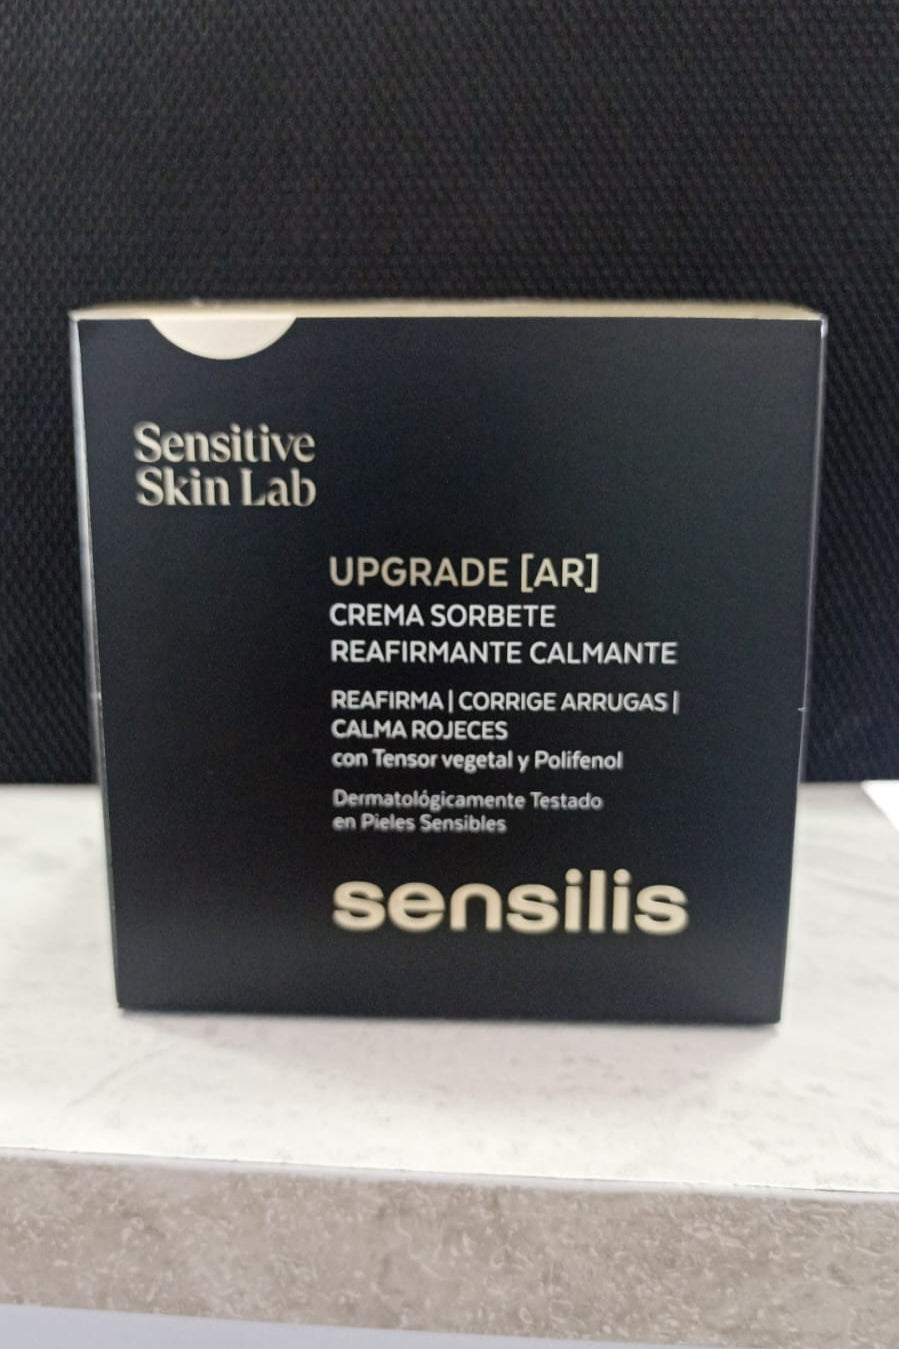 Sensitive
Skin Lab
UPGRADE [AR]
CREMA SORBETE
REAFIRMANTE CALMANTE
REAFIRMA | CORRIGE ARRUGAS |
CALMA ROJECES
con Tensor vegetal y Polifenol
Dermatológicamente Testado
en Pieles Sensibles
sensilis